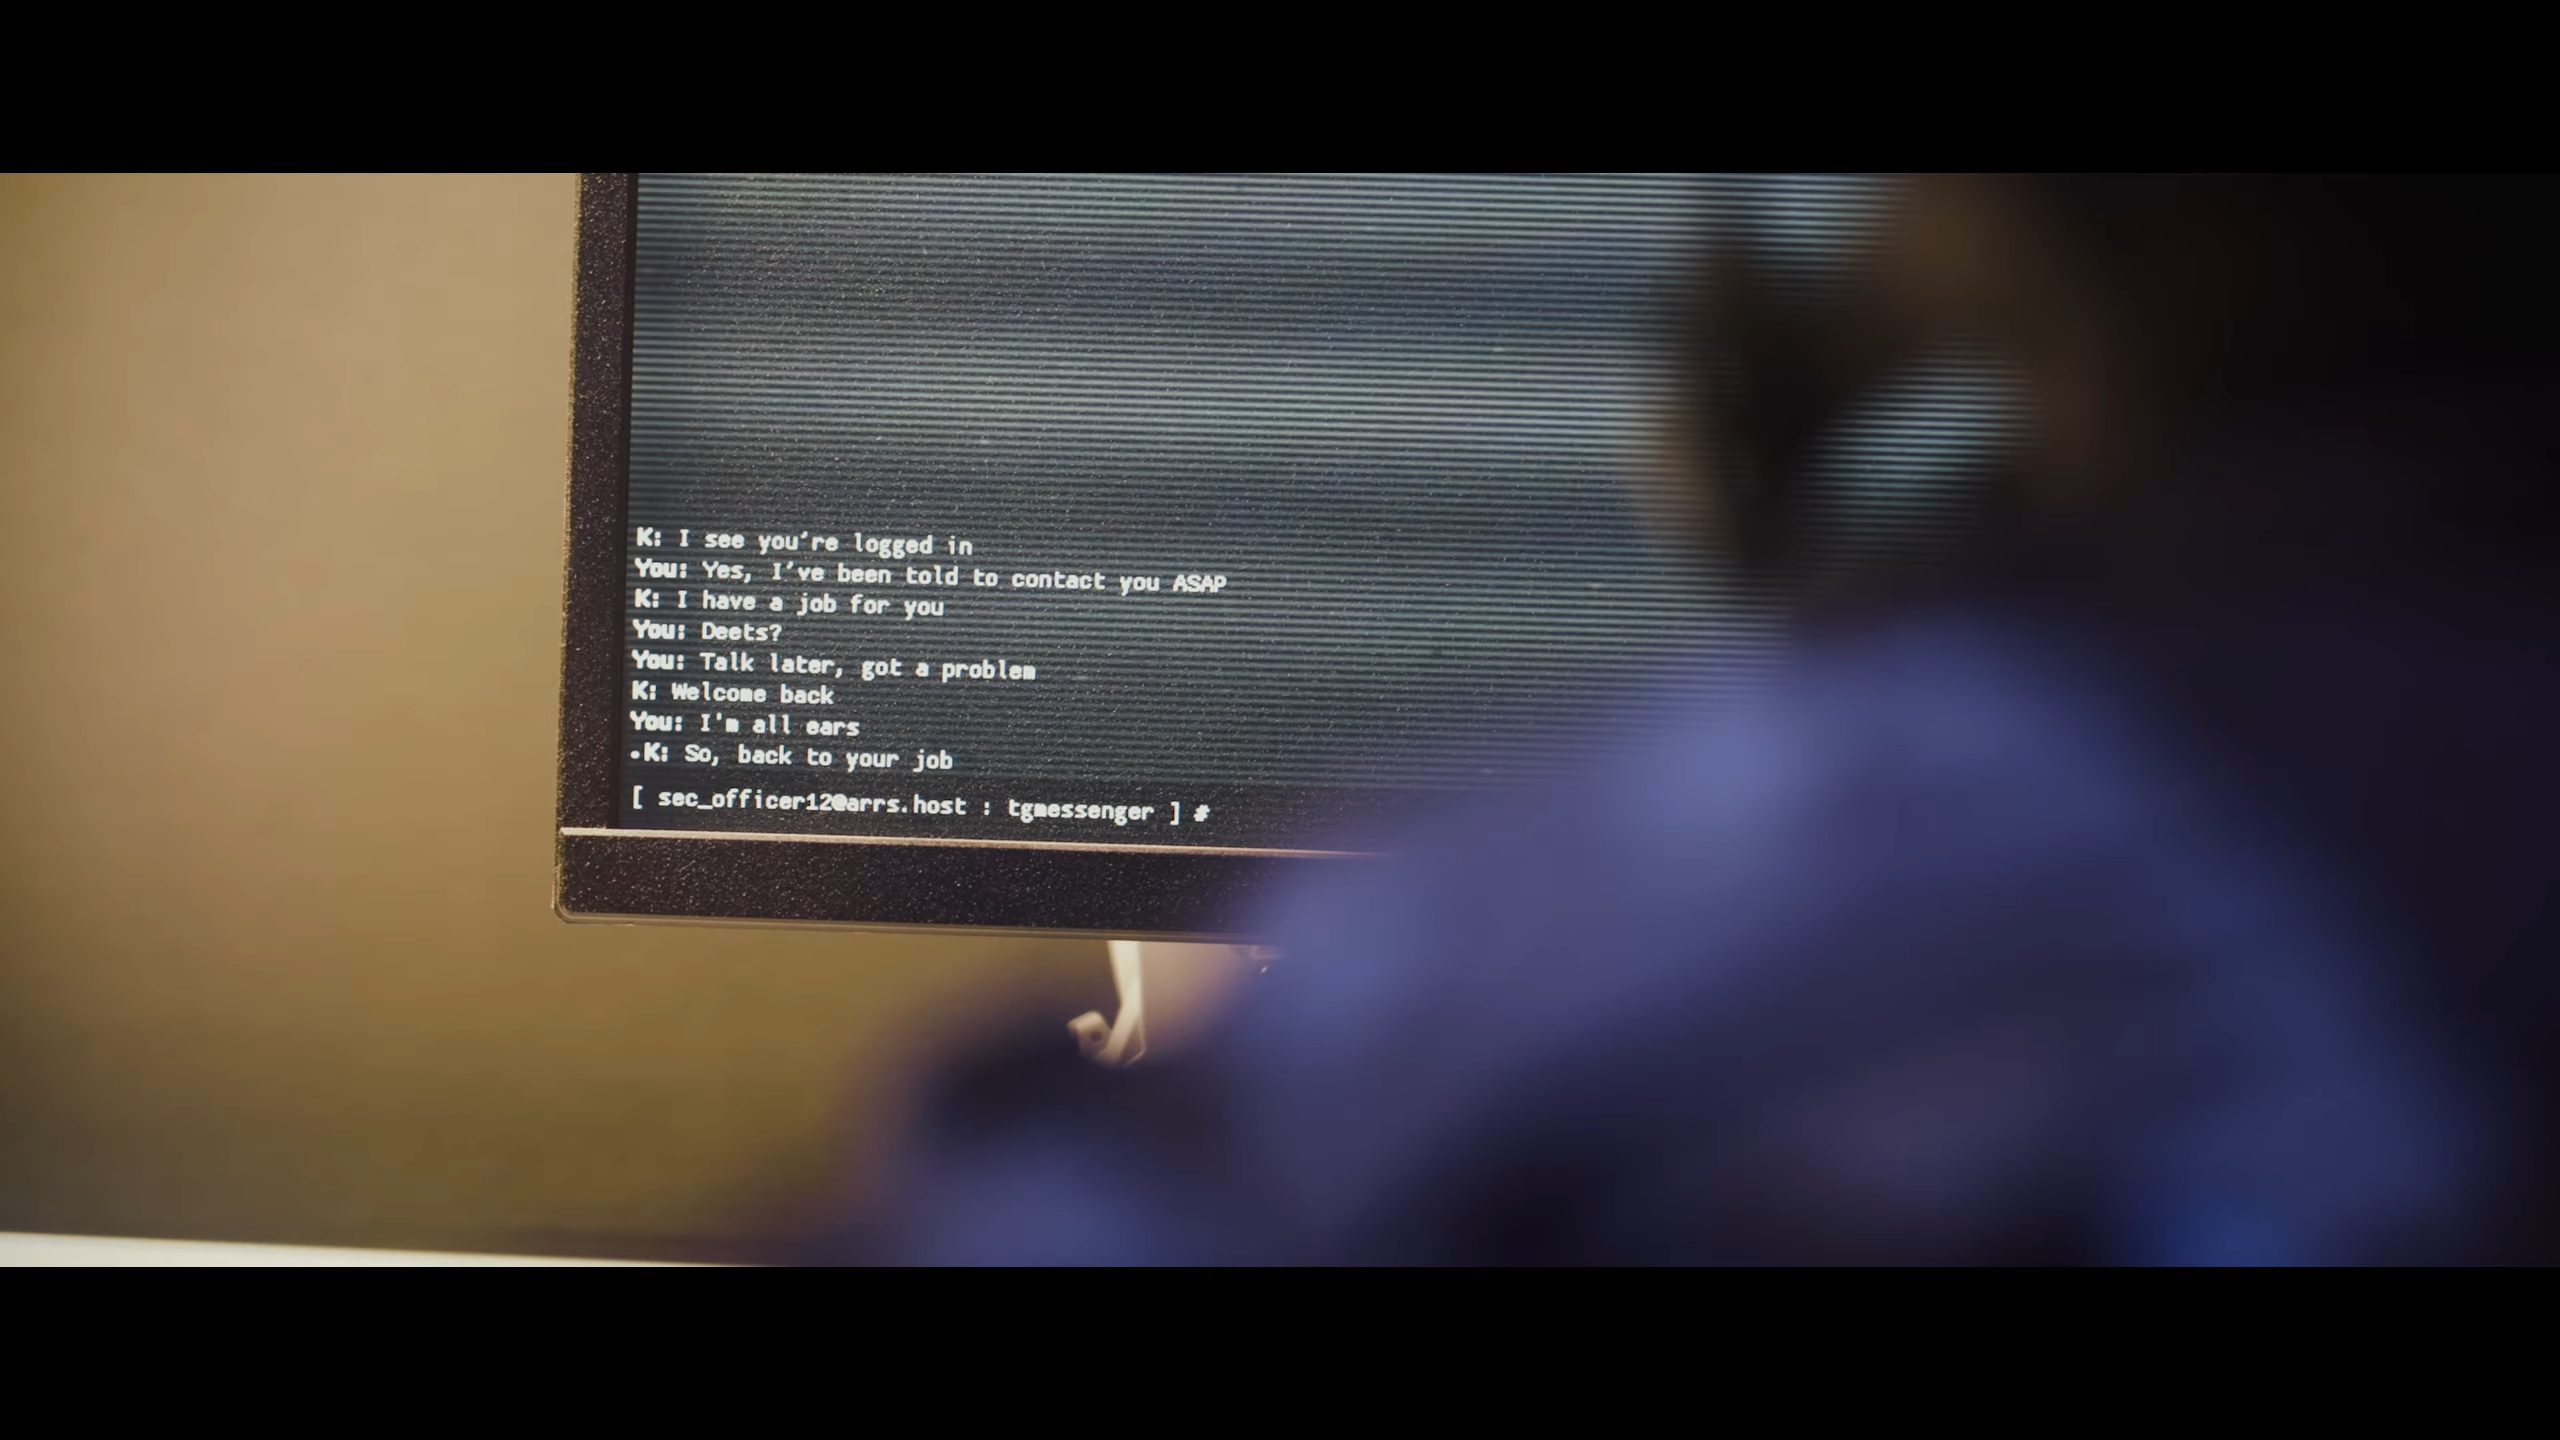 K: I see you're logged in
You: Yes, I've been told to contact you ASAP
K: I have a job for you
You: Deets?
You: Talk later, got a problem
K: Welcome back
You: I'm all ears
•K: So, back to your job
[ sec_officer12@arrs.host : tgmessenger ] #